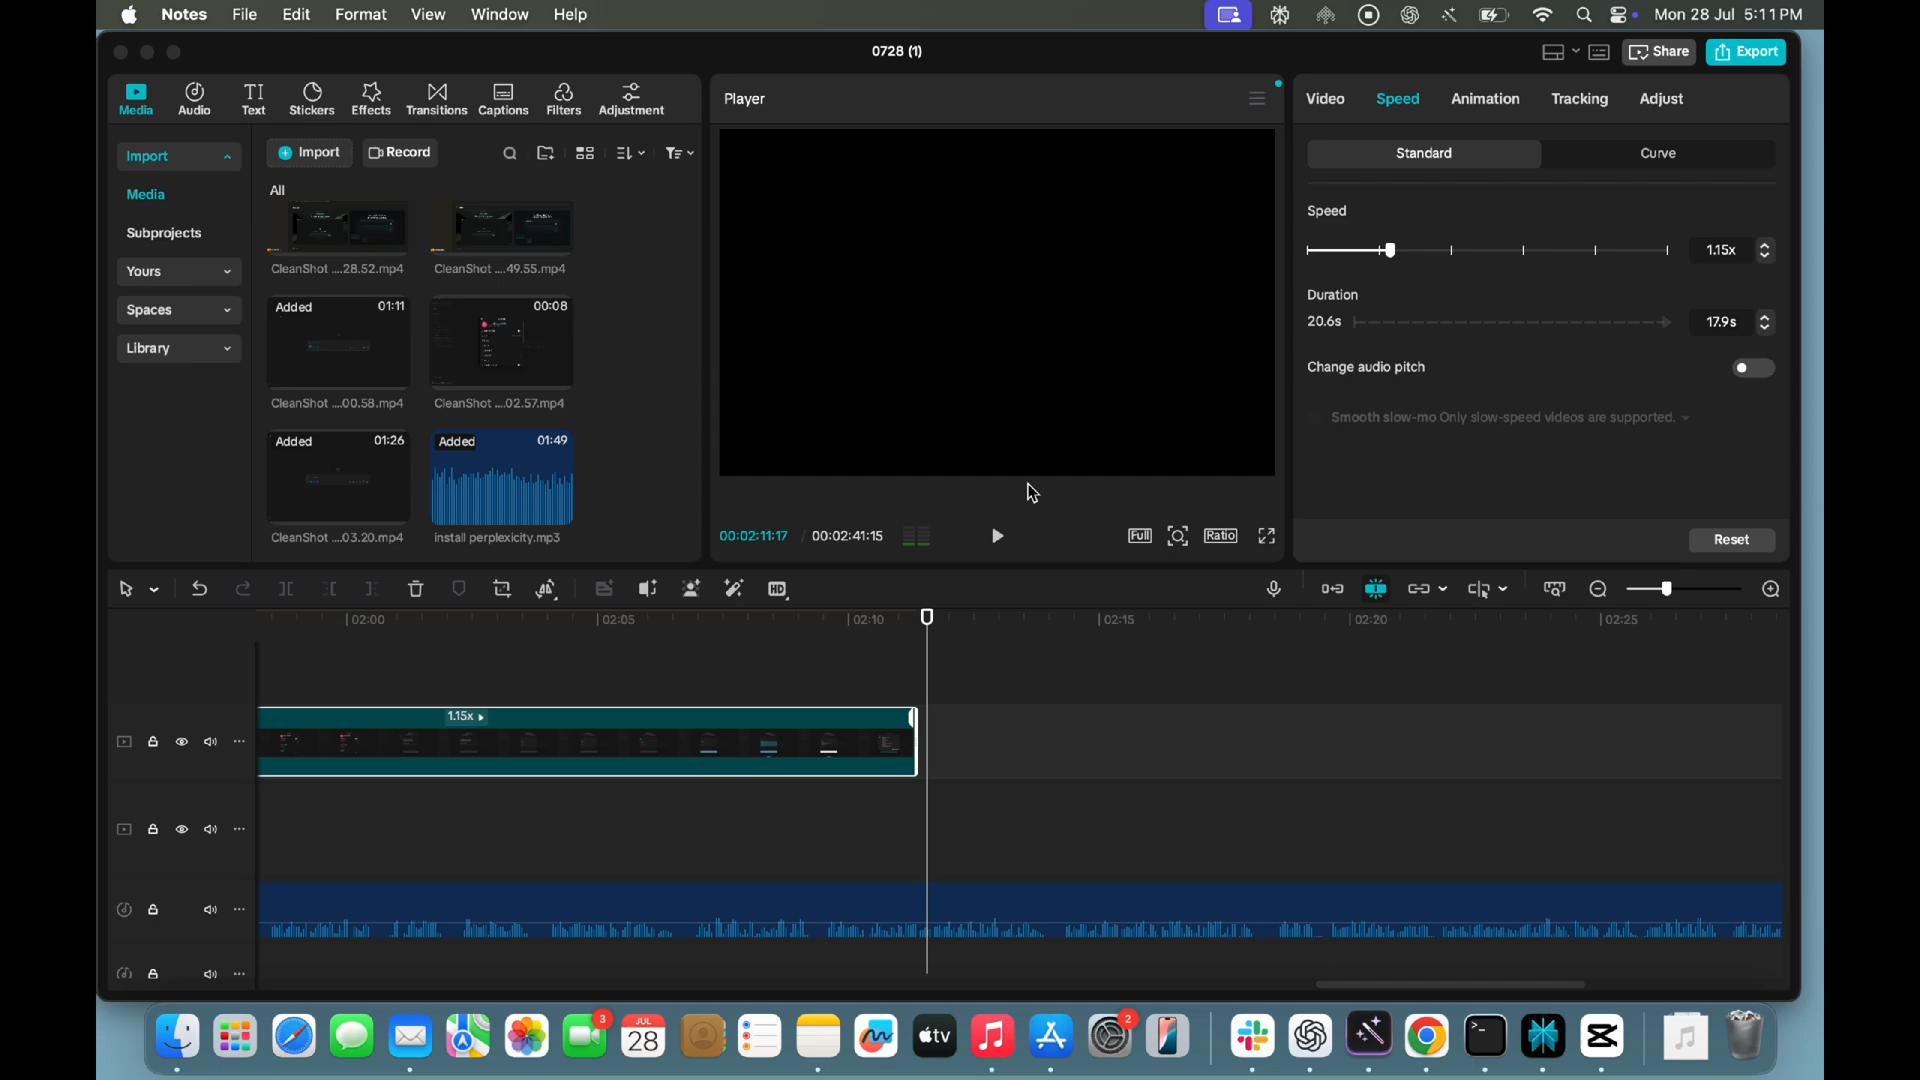 Notes File Edit Format View Window Help
Mon 28 Jul 5:11 PM
0728 (1)
Share
Export
Media Audio Text Stickers Effects Transitions Captions Filters Adjustment
Import
Media
Subprojects
Yours
Spaces
Library
Import Record
All
CleanShot ....28.52.mp4 CleanShot ....49.55.mp4
Added 01:11 00:08
CleanShot ....00.58.mp4 CleanShot ....02.57.mp4
Added 01:26 Added 01:49
CleanShot ....03.20.mp4 install perplexicity.mp3
Player
00:02:11:17 / 00:02:41:15
Full Ratio
Video Speed Animation Tracking Adjust
Standard Curve
Speed
1.15x
Duration
20.6s 17.9s
Change audio pitch
Smooth slow-mo Only slow-speed videos are supported.
Reset
HD
02:00 02:05 02:10 02:15 02:20 02:25
1.15x
3
JUL
28
tv
2